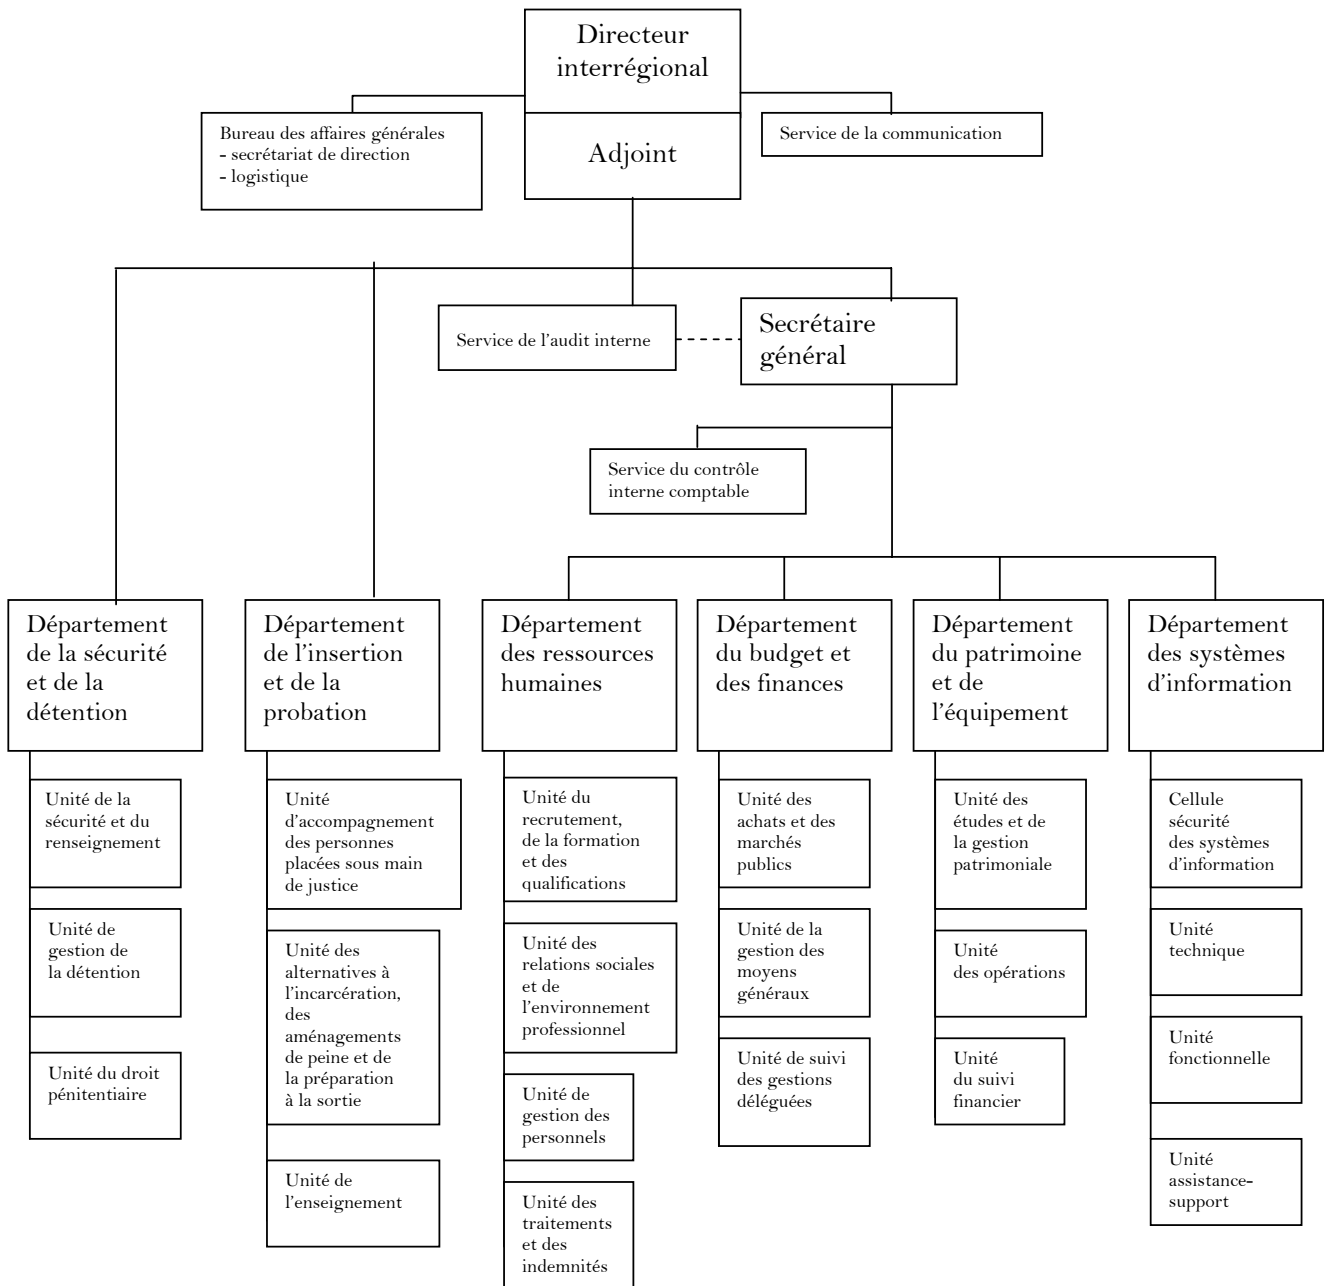 Directeur
interrégional
Adjoint
Bureau des affaires générales
- secrétariat de direction
- logistique
Service de la communication
Service de l'audit interne
Secrétaire
général
Service du contrôle
interne comptable
Département
de la sécurité
et de la
détention
Département
de l'insertion
et de la
probation
Département
des ressources
humaines
Département
du budget et
des finances
Département
du patrimoine
et de
l'équipement
Département
des systèmes
d'information
Unité de la
sécurité et du
renseignement
Unité de
gestion de
la détention
Unité du droit
pénitentiaire
Unité
d'accompagnement
des personnes
placées sous main
de justice
Unité des
alternatives à
l'incarcération,
des
aménagements
de peine et de
la préparation
à la sortie
Unité de
l'enseignement
Unité du
recrutement,
de la formation
et des
qualifications
Unité des
relations sociales
et de
l'environnement
professionnel
Unité de
gestion des
personnels
Unité des
traitements
et des
indemnités
Unité des
achats et des
marchés
publics
Unité de la
gestion des
moyens
généraux
Unité de suivi
des gestions
déléguées
Unité des
études et de
la gestion
patrimoniale
Unité
des opérations
Unité
du suivi
financier
Cellule
sécurité
des systèmes
d'information
Unité
technique
Unité
fonctionnelle
Unité
assistance-
support